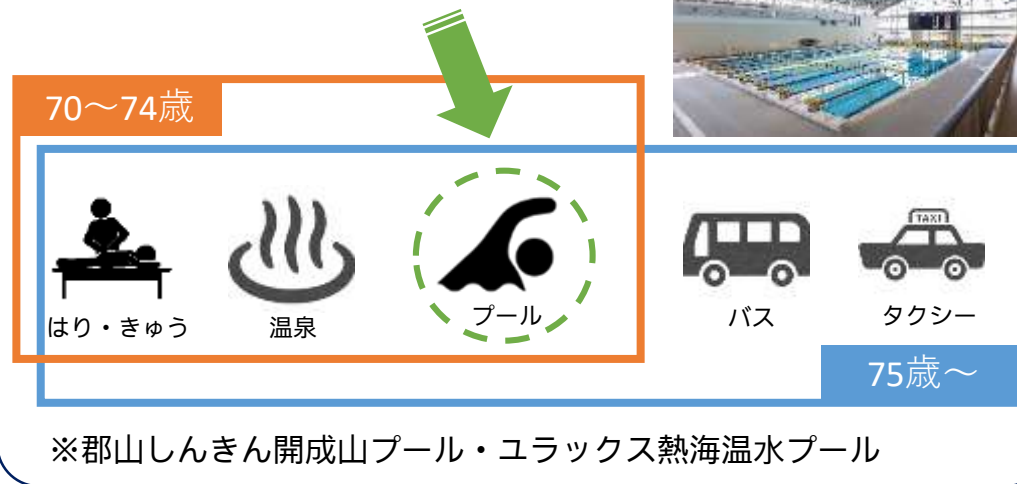 70～74歳
TAXI
はり・きゅう
温泉
プール
バス
タクシー
75歳～
※郡山しんきん開成山プール・ユラックス熱海温水プール